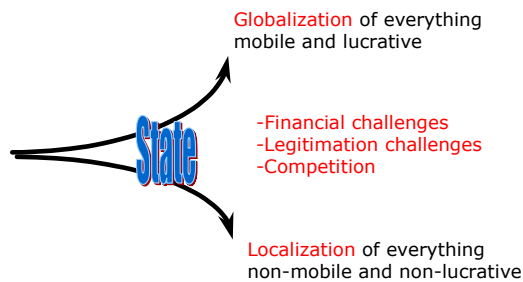 Globalization of everything
mobile and lucrative
State
-Financial challenges
-Legitimation challenges
-Competition
Localization of everything
non-mobile and non-lucrative